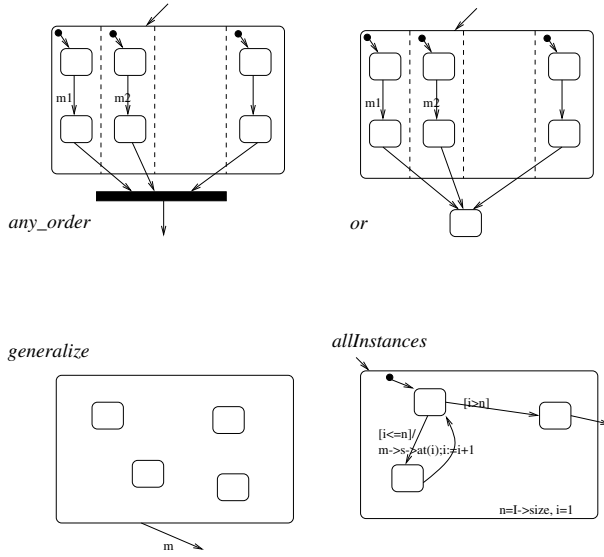 m1
m2
m1
m2
any_order
or
generalize
allInstances
[i>n]
[i<=n]/
m->s->at(i);i:=i+1
n=I->size, i=1
m